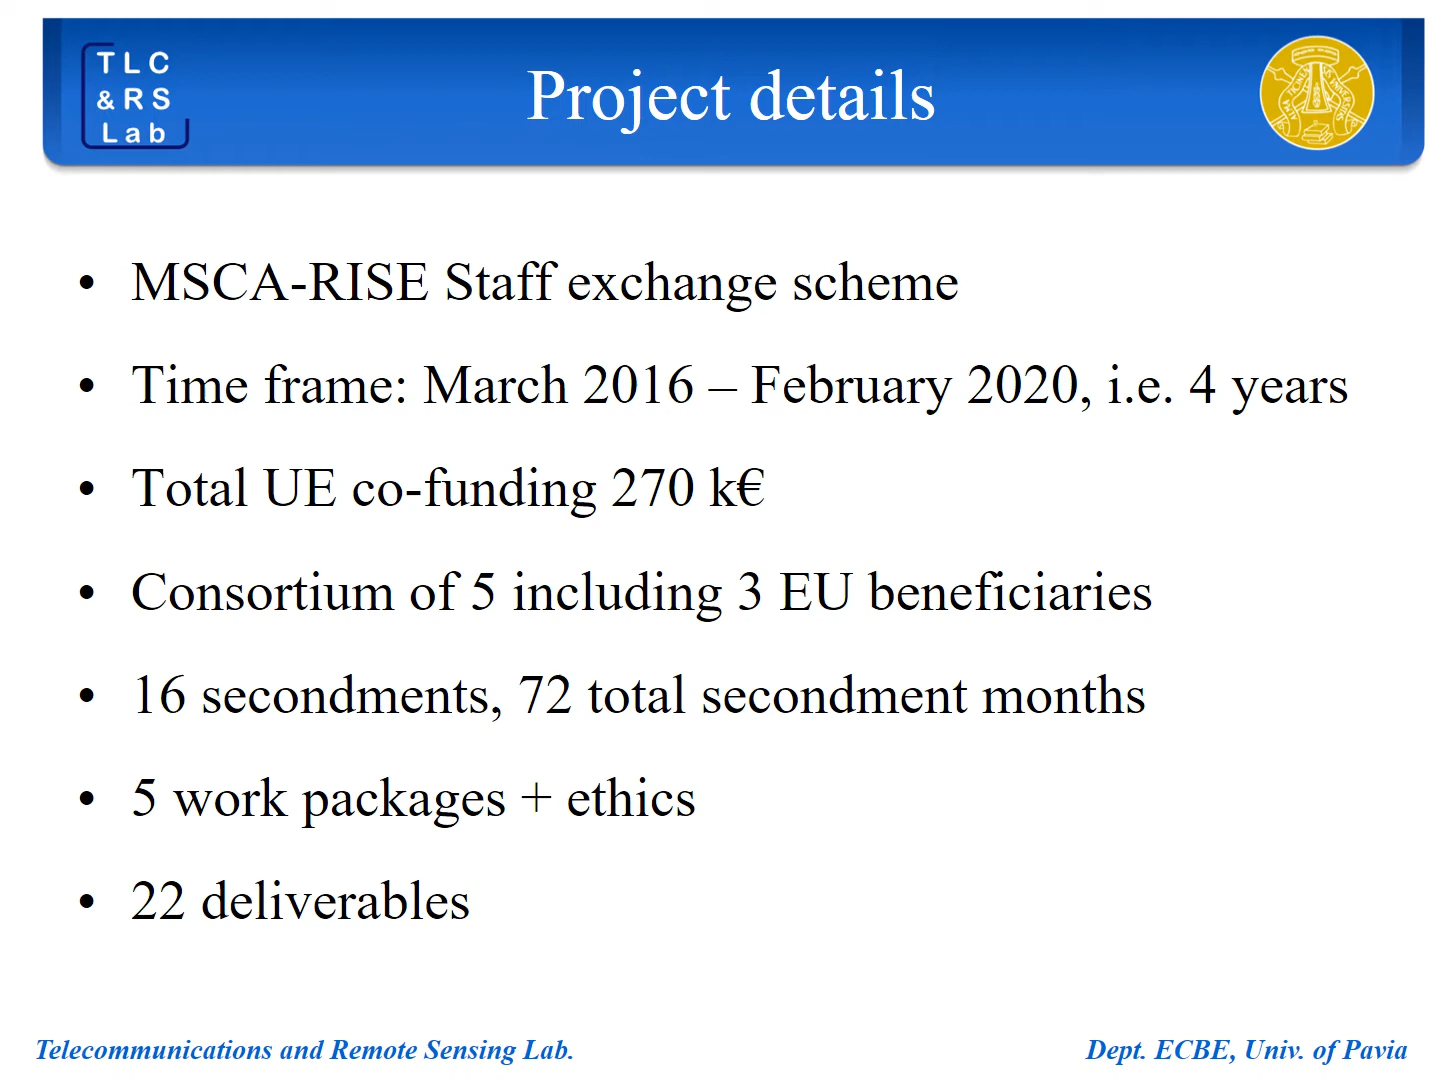 TLC
&RS
Lab
Project details
• MSCA-RISE Staff exchange scheme
• Time frame: March 2016 – February 2020, i.e. 4 years
• Total UE co-funding 270 k€
• Consortium of 5 including 3 EU beneficiaries
• 16 secondments, 72 total secondment months
• 5 work packages + ethics
• 22 deliverables
Telecommunications and Remote Sensing Lab.
Dept. ECBE, Univ. of Pavia